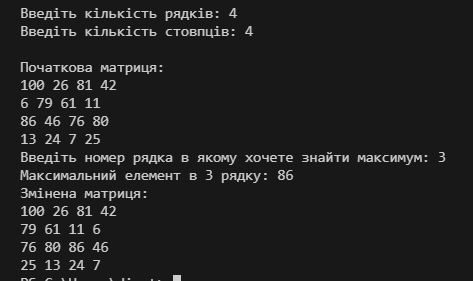 Введіть кількість рядків: 4
Введіть кількість стовпців: 4
Початкова матриця:
100 26 81 42
6 79 61 11
86 46 76 80
13 24 7 25
Введіть номер рядка в якому хочете знайти максимум: 3
Максимальний елемент в 3 рядку: 86
Змінена матриця:
100 26 81 42
79 61 11 6
76 80 86 46
25 13 24 7